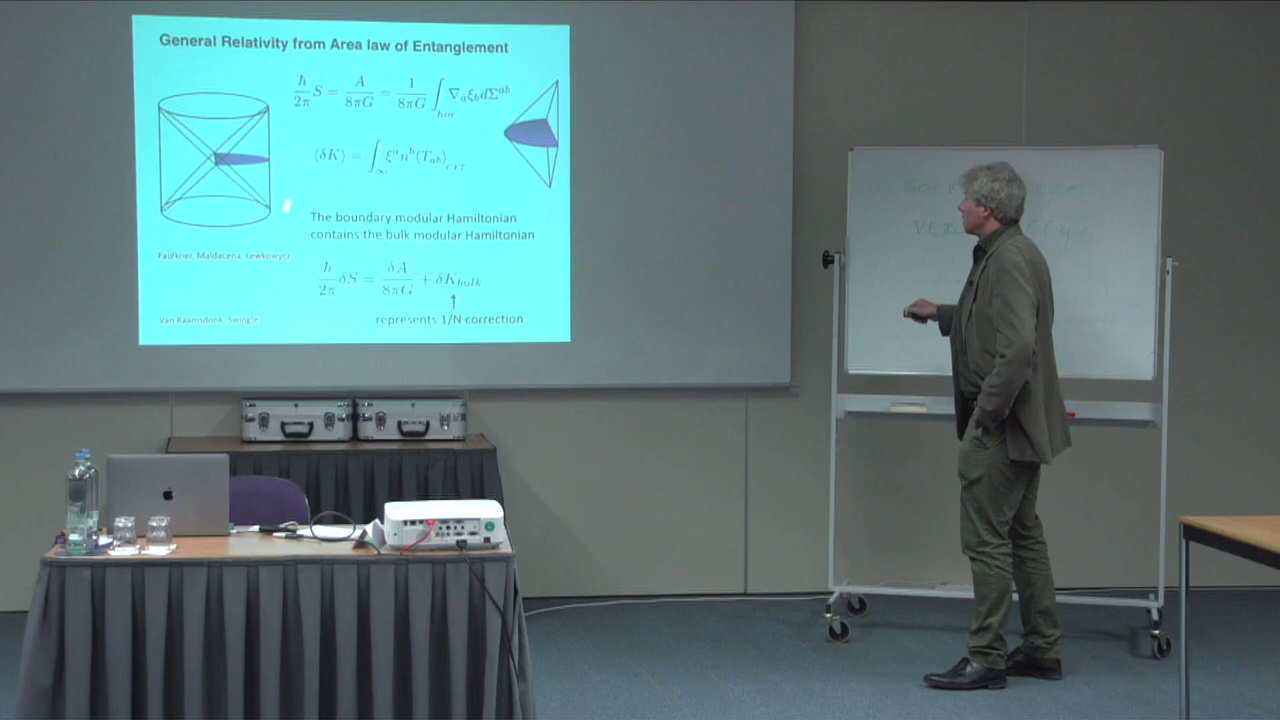 General Relativity from Area law of Entanglement
ħ/2π S = A/8πG = 1/8πG ∫_hor ∇_a ξ_b dΣ^ab
⟨δK⟩ = ∫_∞ ξ^a n^b ⟨T_ab⟩_CFT
The boundary modular Hamiltonian
contains the bulk modular Hamiltonian
Faulkner, Maldacena, Lewkowycz
ħ/2π δS = δA/8πG + δK_bulk
↑
represents 1/N correction
Van Raamsdonk, Swingle